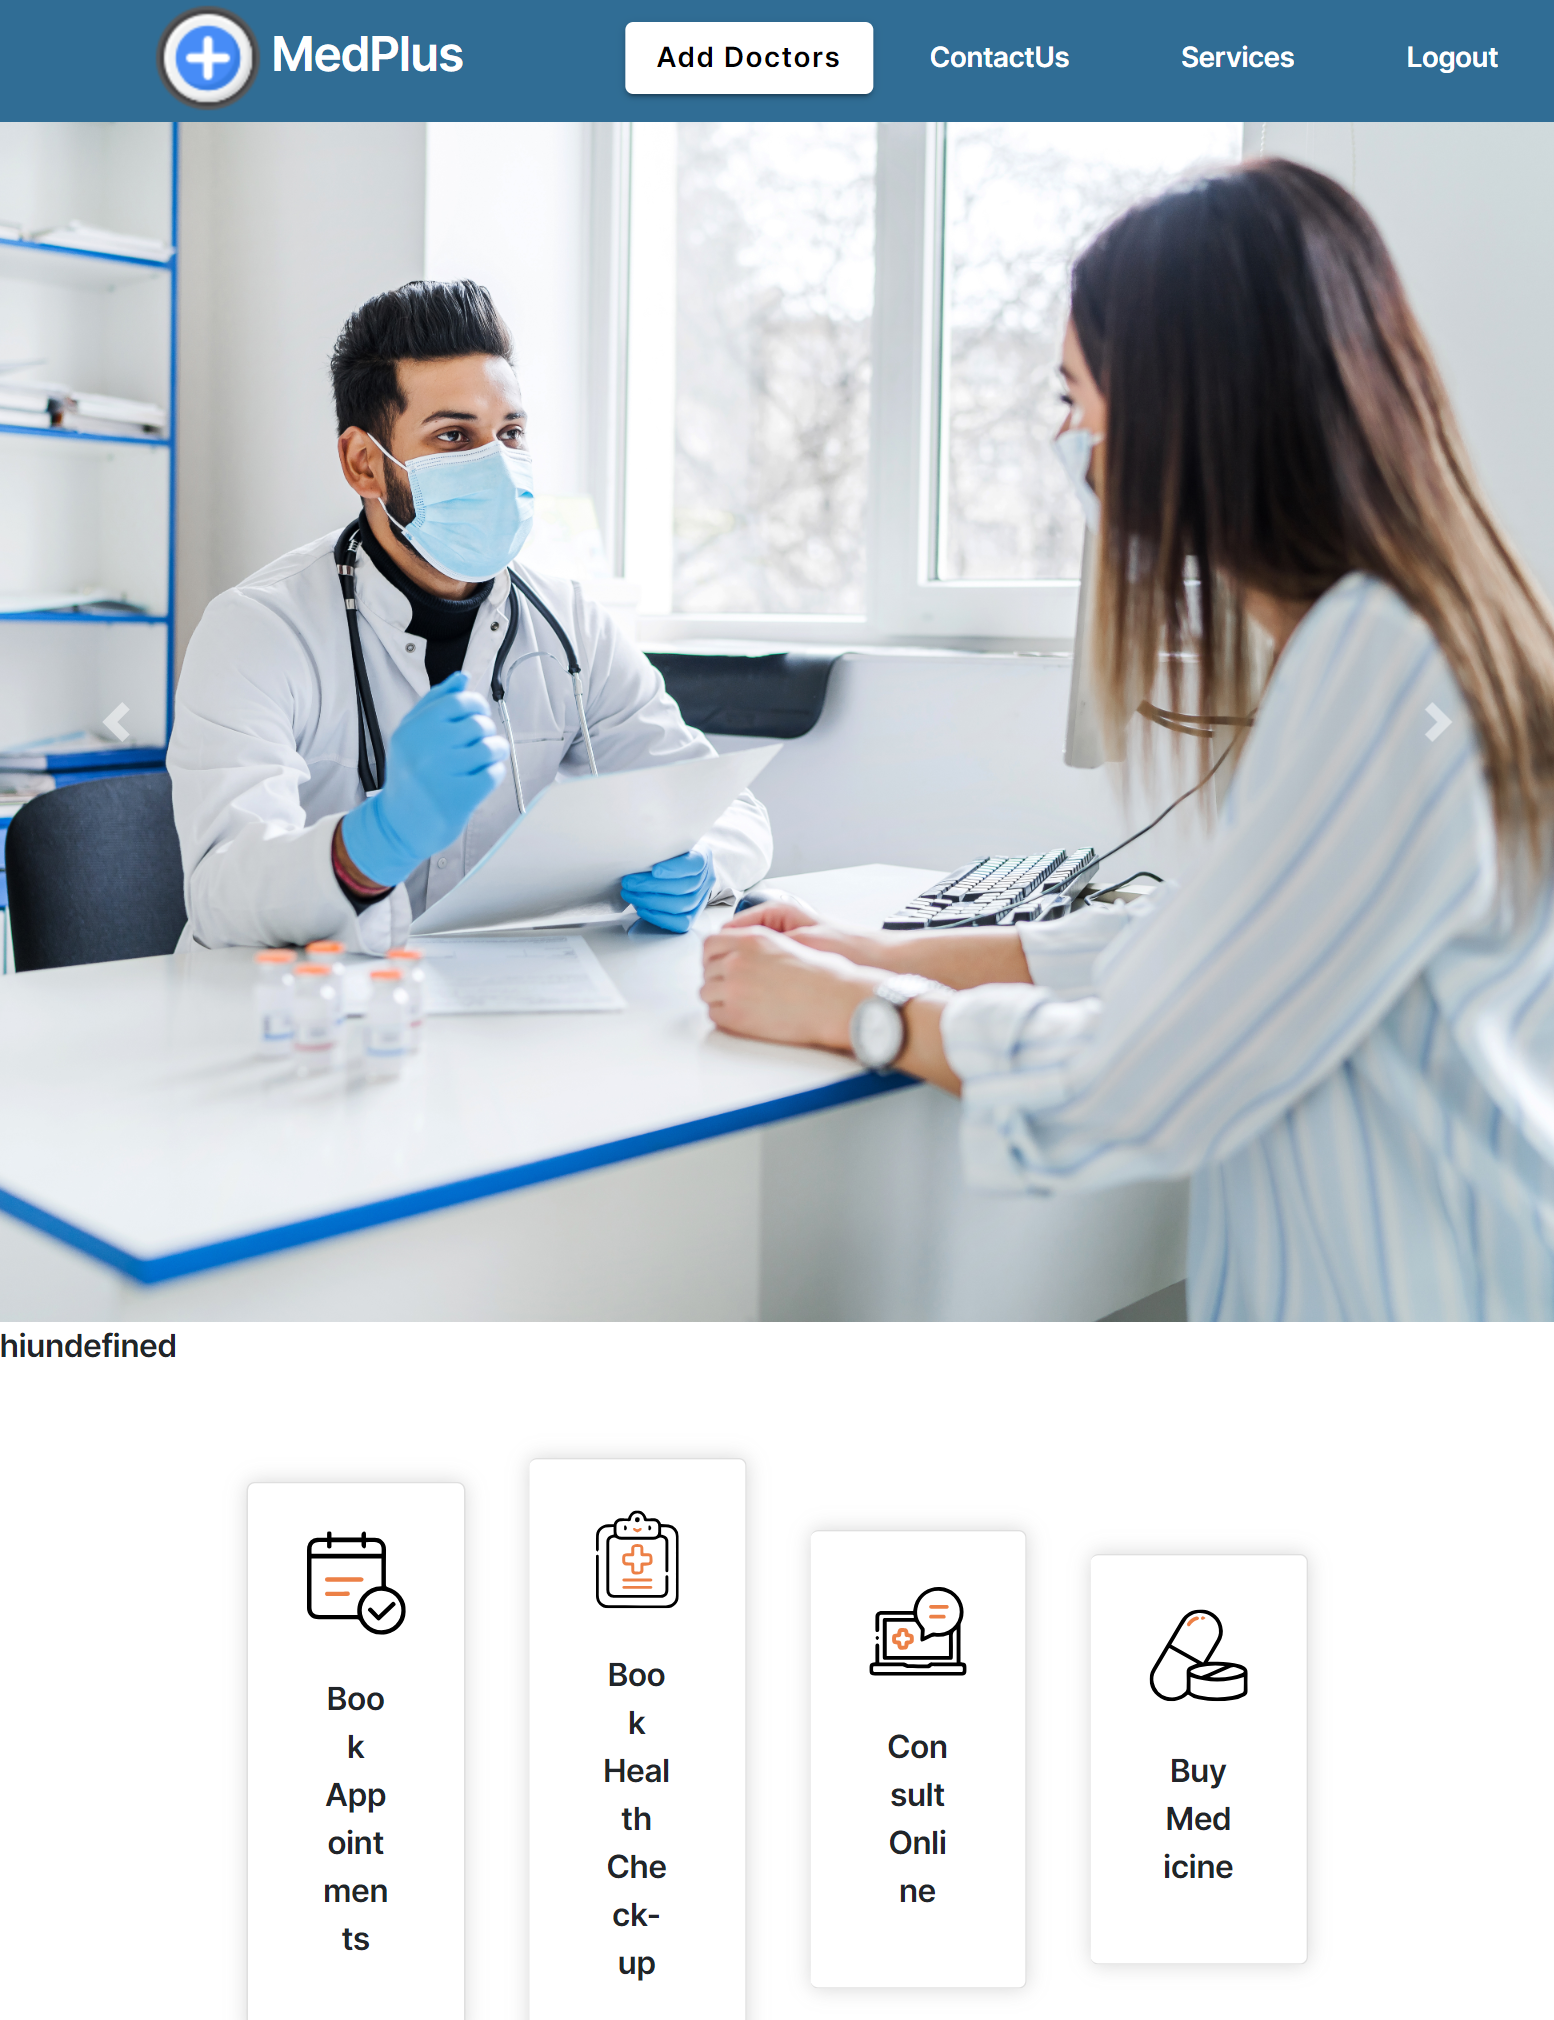 MedPlus
Add Doctors
ContactUs
Services
Logout
hiundefined
Boo
k
App
oint
men
ts
Boo
k
Heal
th
Che
ck-
up
Con
sult
Onli
ne
Buy
Med
icine